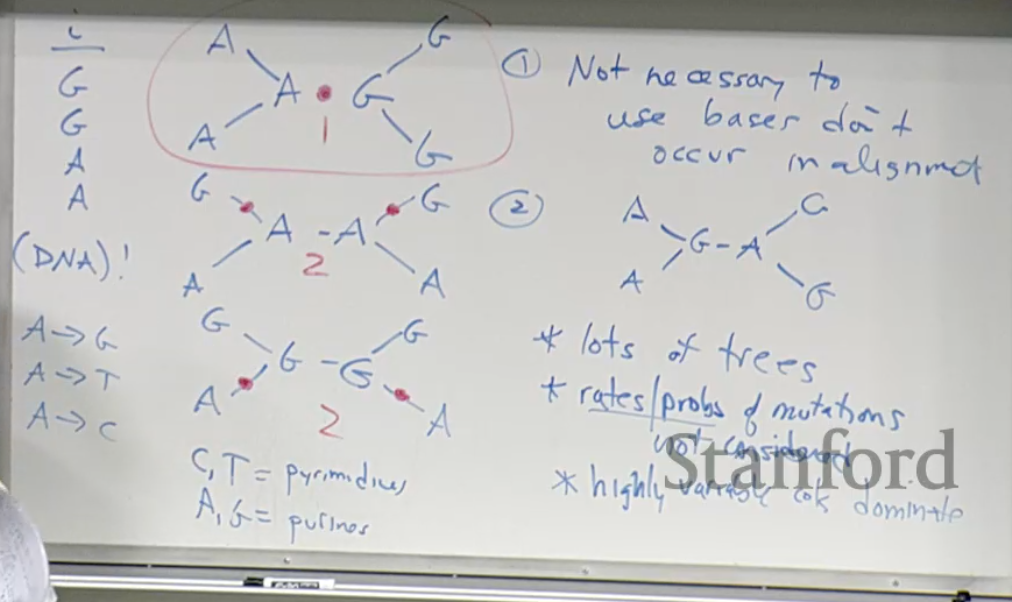 i
G
G
A
A
(DNA)!
A → G
A → T
A → C
A G
A G
A G
1
G G
A - A
2
A A
G G
G - G
A A
2
C, T = pyrimidines
A, G = purines
① Not necessary to
use bases don't
occur in alignment
②
A G
G - A
A G
* lots of trees
* rates/probs of mutations
not considered
* highly variable cols dominate
Stanford